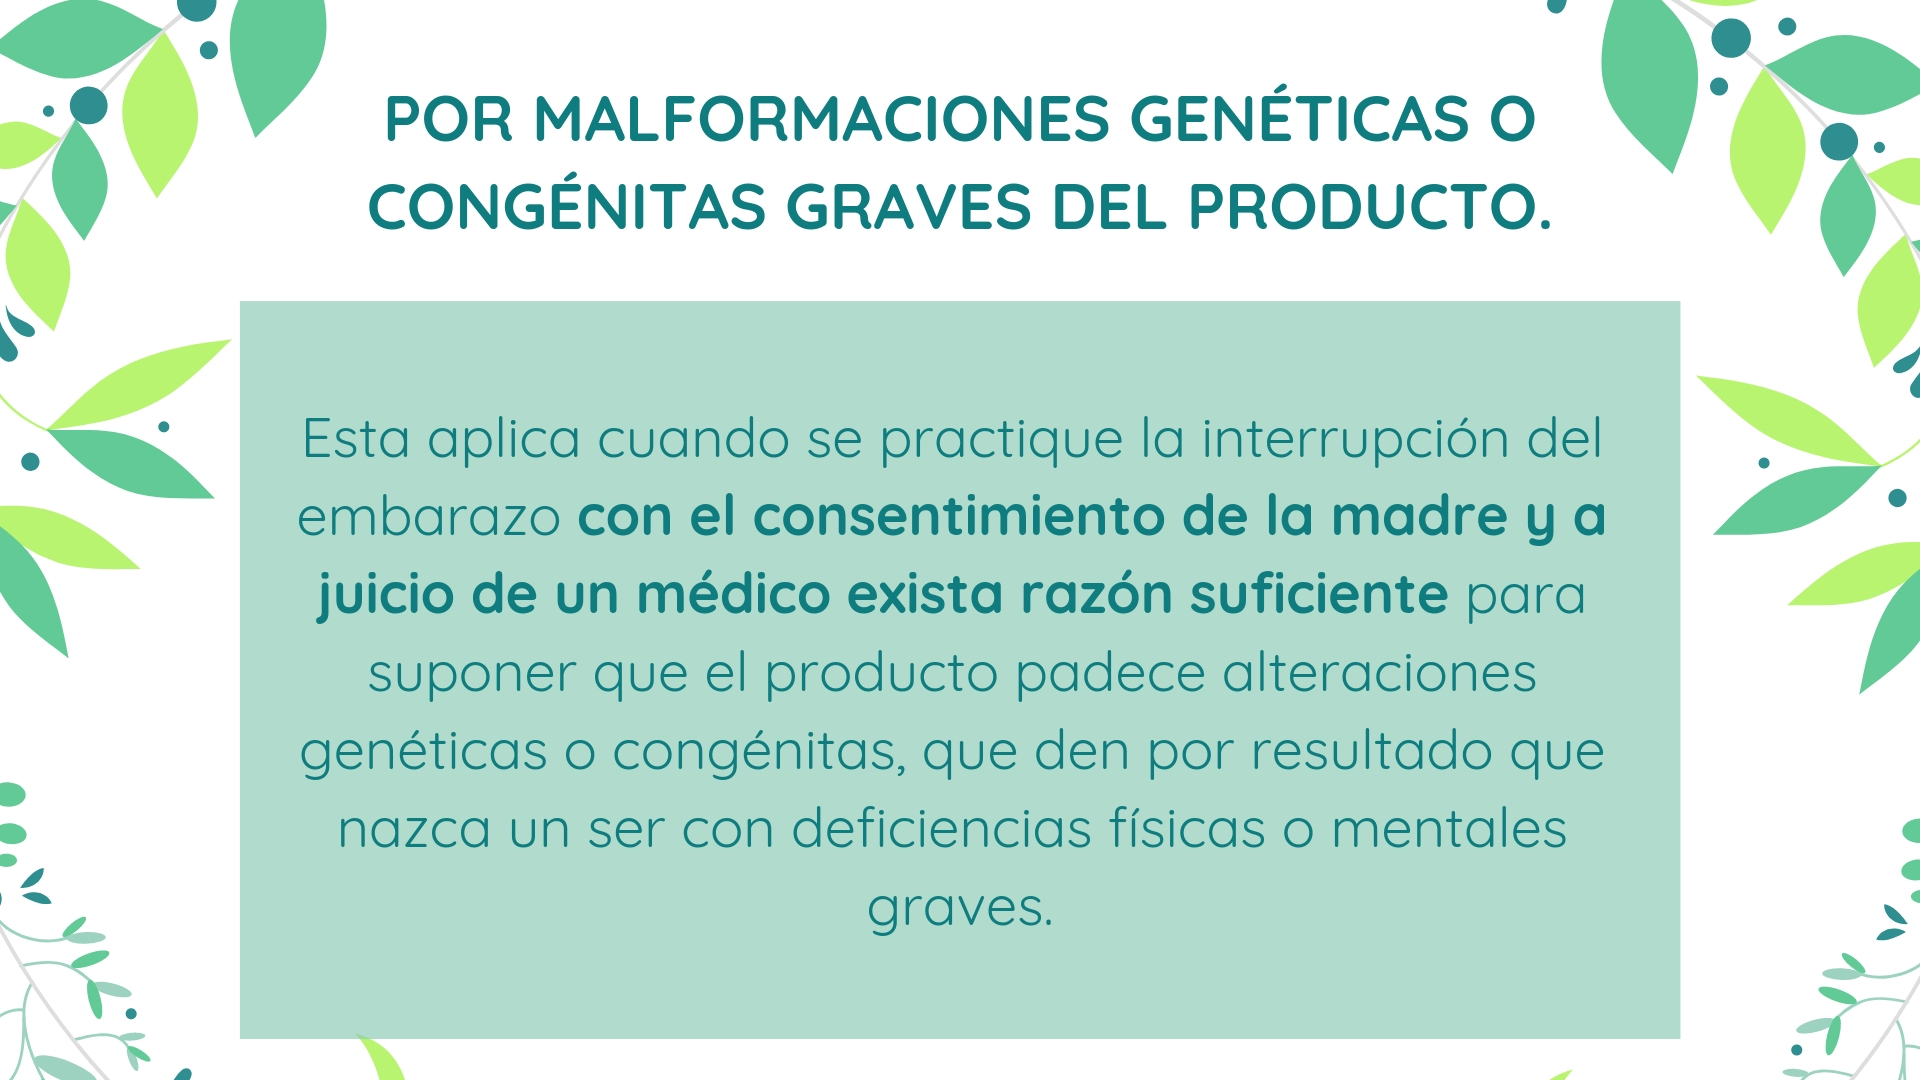 POR MALFORMACIONES GENÉTICAS O
CONGÉNITAS GRAVES DEL PRODUCTO.
Esta aplica cuando se practique la interrupción del
embarazo con el consentimiento de la madre y a
juicio de un médico exista razón suficiente para
suponer que el producto padece alteraciones
genéticas o congénitas, que den por resultado que
nazca un ser con deficiencias físicas o mentales
graves.